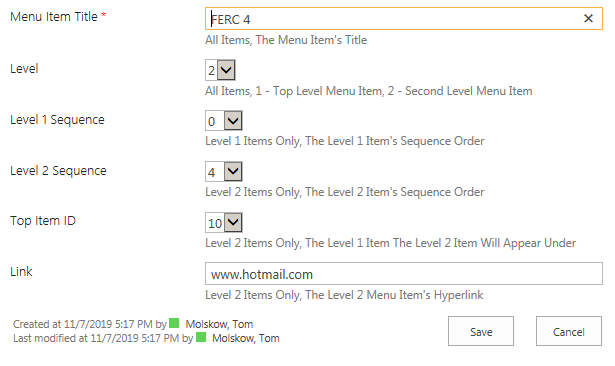 Menu Item Title * FERC 4 ✕
All Items, The Menu Item's Title
Level 2
All Items, 1 - Top Level Menu Item, 2 - Second Level Menu Item
Level 1 Sequence 0
Level 1 Items Only, The Level 1 Item's Sequence Order
Level 2 Sequence 4
Level 2 Items Only, The Level 2 Item's Sequence Order
Top Item ID 10
Level 2 Items Only, The Level 1 Item The Level 2 Item Will Appear Under
Link www.hotmail.com
Level 2 Items Only, The Level 2 Menu Item's Hyperlink
Created at 11/7/2019 5:17 PM by Molskow, Tom
Last modified at 11/7/2019 5:17 PM by Molskow, Tom
Save Cancel